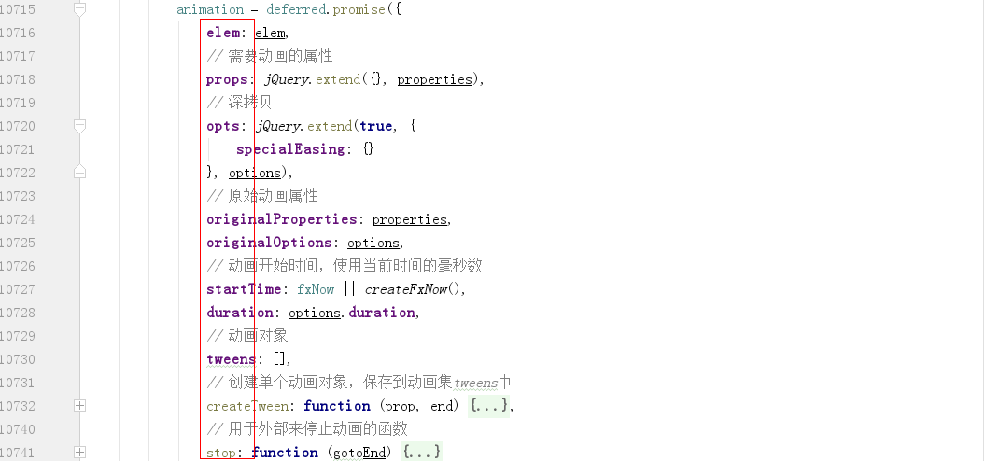 10715 animation = deferred.promise({
10716 elem: elem,
10717 // 需要动画的属性
10718 props: jQuery.extend({}, properties),
10719 // 深拷贝
10720 opts: jQuery.extend(true, {
10721 specialEasing: {}
10722 }, options),
10723 // 原始动画属性
10724 originalProperties: properties,
10725 originalOptions: options,
10726 // 动画开始时间，使用当前时间的毫秒数
10727 startTime: fxNow || createFxNow(),
10728 duration: options.duration,
10729 // 动画对象
10730 tweens: [],
10731 // 创建单个动画对象，保存到动画集tweens中
10732 createTween: function (prop, end) {...},
10740 // 用于外部来停止动画的函数
10741 stop: function (gotoEnd) {...}